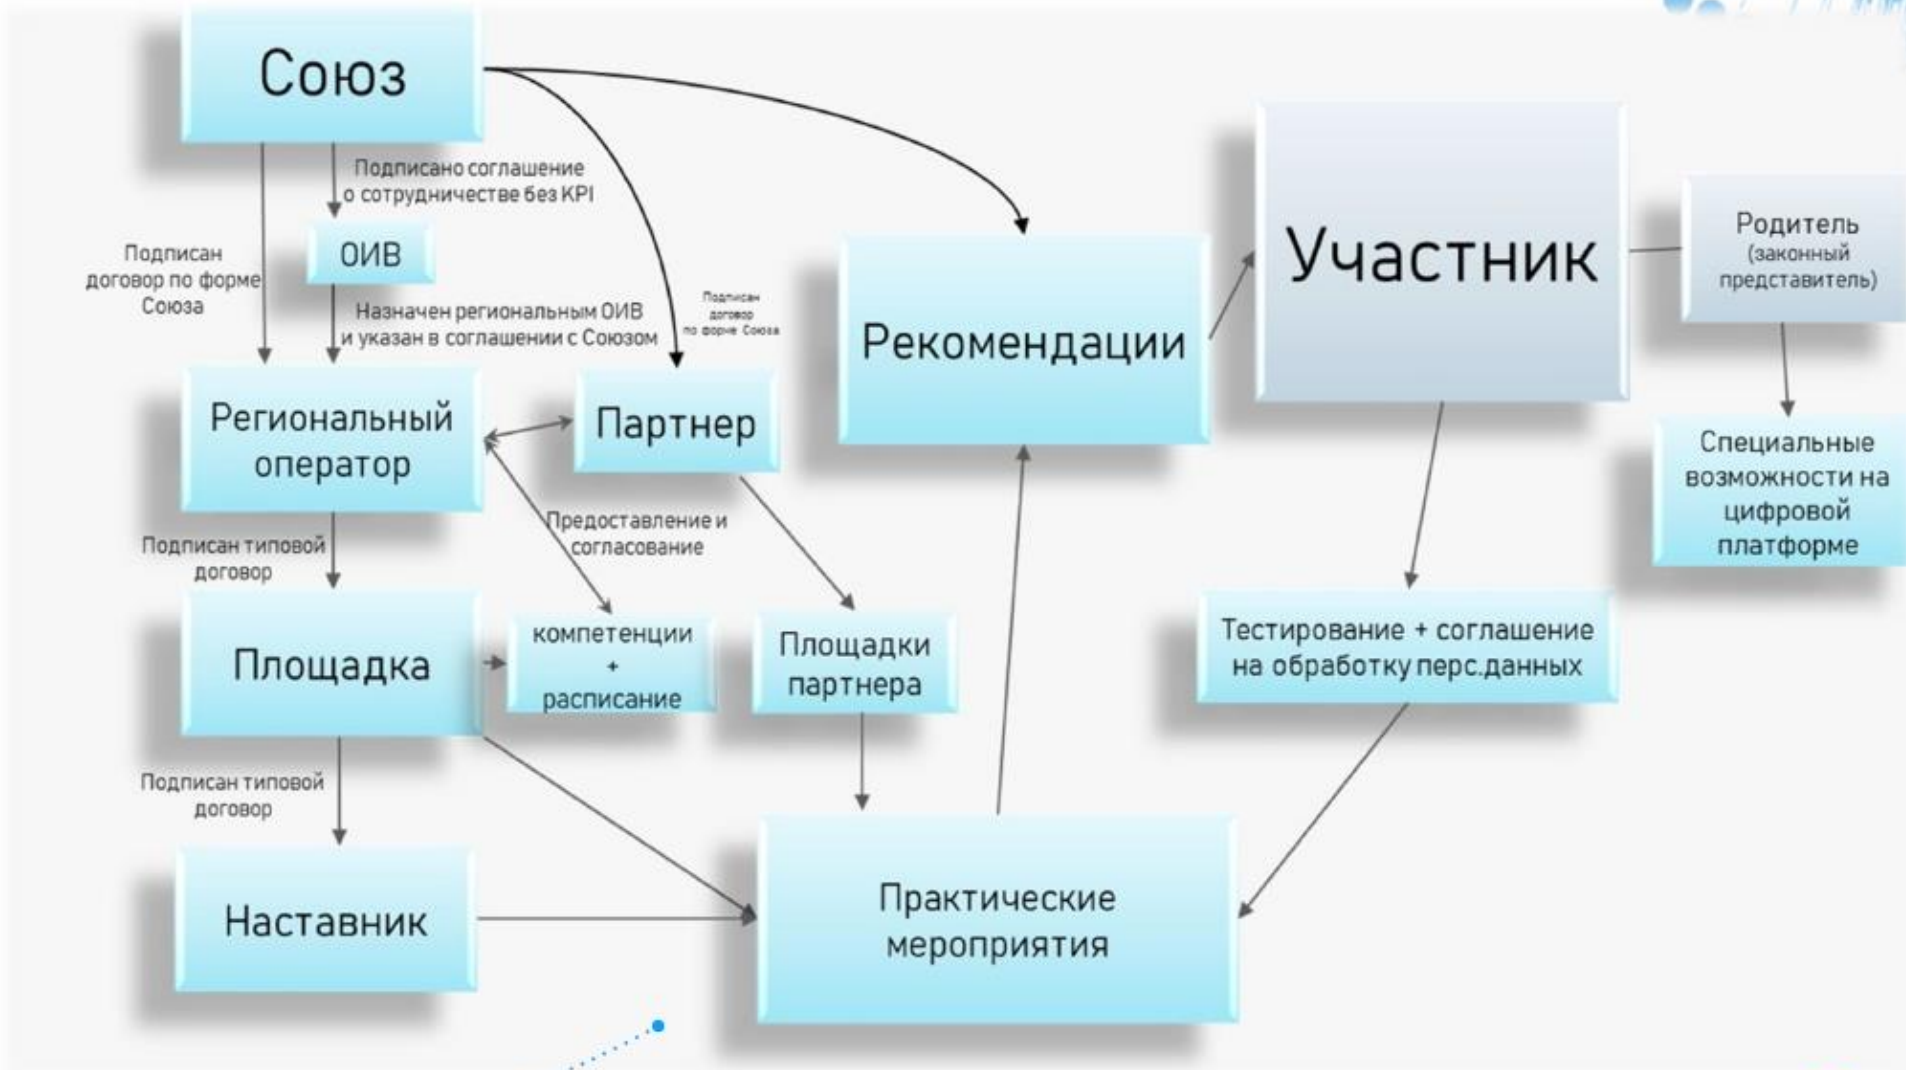 Союз
Подписано соглашение
о сотрудничестве без KPI
Подписан
договор по форме
Союза
ОИВ
Назначен региональным ОИВ
и указан в соглашении с Союзом
Подписан
договор
по форме Союза
Региональный
оператор
Партнер
Рекомендации
Участник
Родитель
(законный
представитель)
Специальные
возможности на
цифровой
платформе
Предоставление и
согласование
Подписан типовой
договор
Площадка
компетенции
+
расписание
Площадки
партнера
Тестирование + соглашение
на обработку перс.данных
Подписан типовой
договор
Наставник
Практические
мероприятия